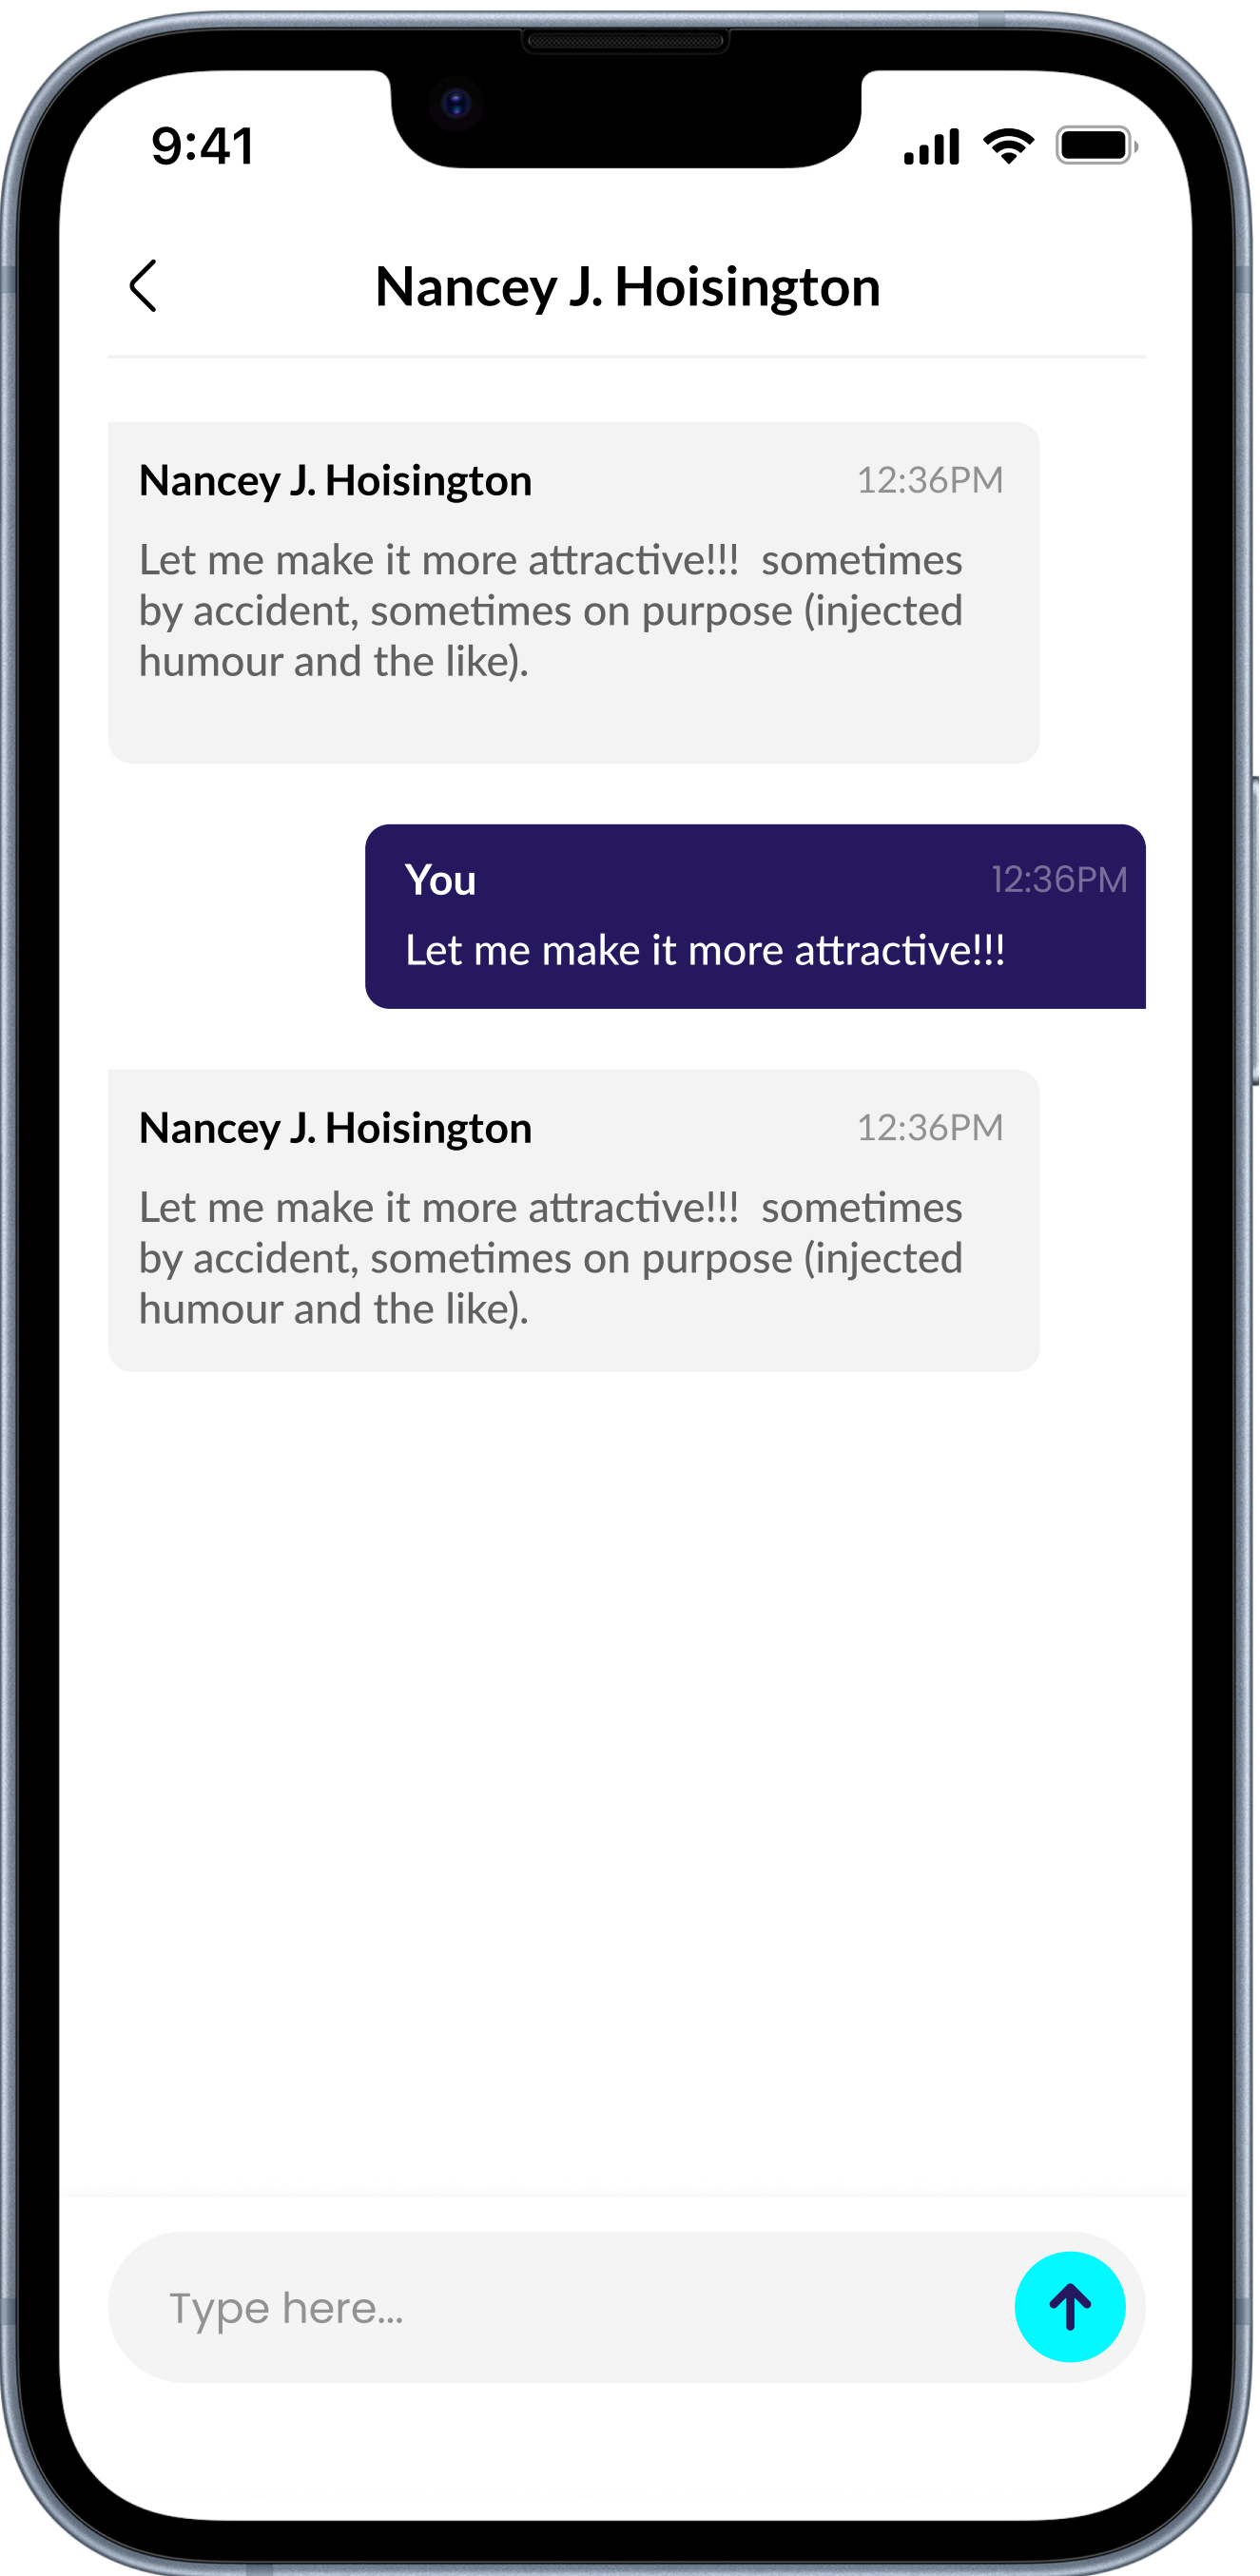 9:41
Nancey J. Hoisington
Nancey J. Hoisington 12:36PM
Let me make it more attractive!!!  sometimes
by accident, sometimes on purpose (injected
humour and the like).
You 12:36PM
Let me make it more attractive!!!
Nancey J. Hoisington 12:36PM
Let me make it more attractive!!!  sometimes
by accident, sometimes on purpose (injected
humour and the like).
Type here...